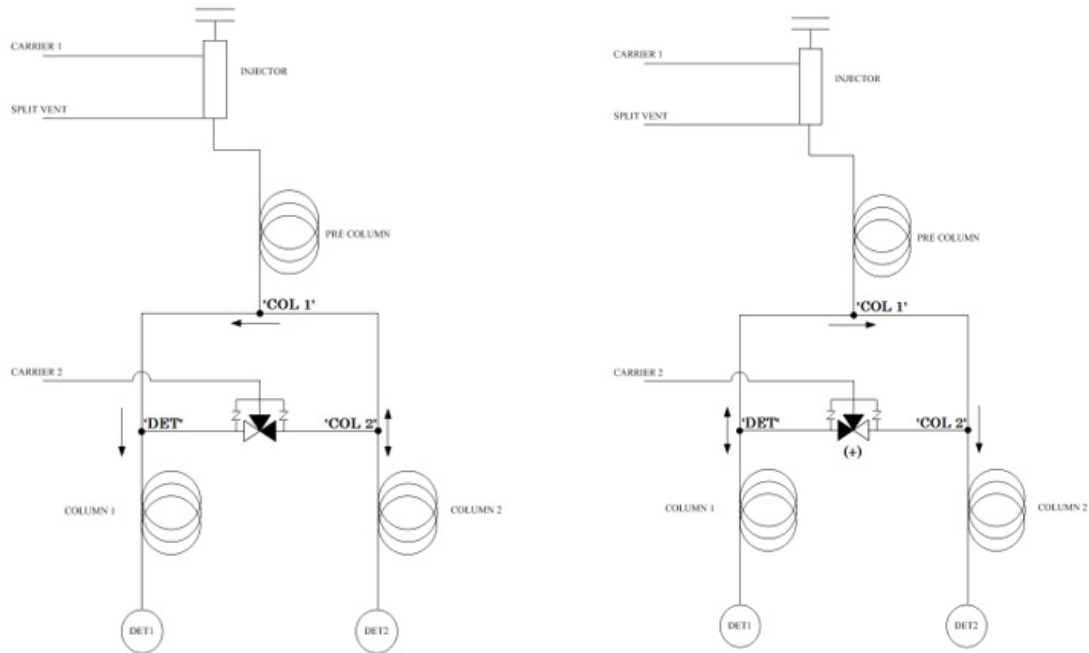 CARRIER 1
INJECTOR
SPLIT VENT
PRE COLUMN
"COL 1"
CARRIER 2
"DET"
"COL 2"
COLUMN 1
COLUMN 2
DET1
DET2
CARRIER 1
INJECTOR
SPLIT VENT
PRE COLUMN
"COL 1"
CARRIER 2
"DET"
"COL 2"
(+)
COLUMN 1
COLUMN 2
DET1
DET2